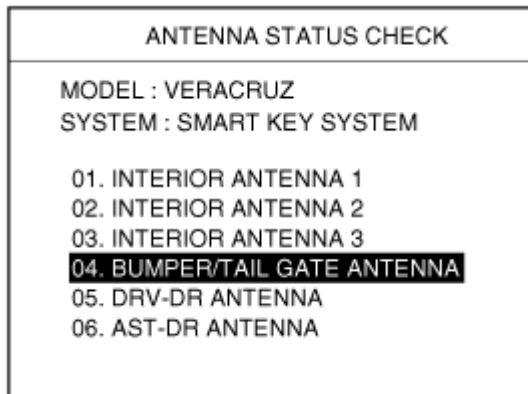 ANTENNA STATUS CHECK
MODEL : VERACRUZ
SYSTEM : SMART KEY SYSTEM
01. INTERIOR ANTENNA 1
02. INTERIOR ANTENNA 2
03. INTERIOR ANTENNA 3
04. BUMPER/TAIL GATE ANTENNA
05. DRV-DR ANTENNA
06. AST-DR ANTENNA